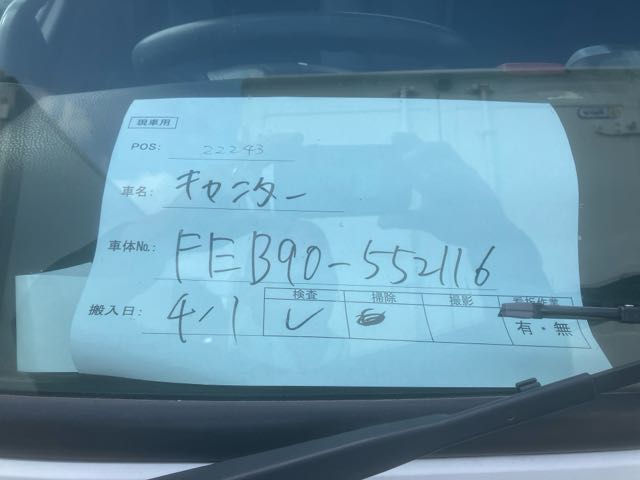 現車用
POS: 22243
車名: キャンター
車体No.: FEB90-552116
搬入日: 4/1
検査 掃除 撮影
レ
有・無